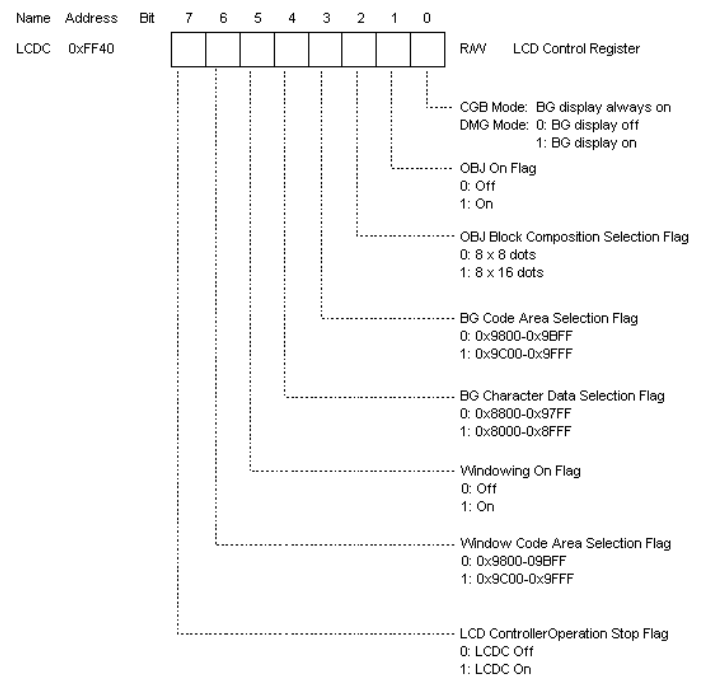 Name Address Bit 7 6 5 4 3 2 1 0
LCDC 0xFF40 R/W LCD Control Register
CGB Mode: BG display always on
DMG Mode: 0: BG display off
1: BG display on
OBJ On Flag
0: Off
1: On
OBJ Block Composition Selection Flag
0: 8 x 8 dots
1: 8 x 16 dots
BG Code Area Selection Flag
0: 0x9800-0x9BFF
1: 0x9C00-0x9FFF
BG Character Data Selection Flag
0: 0x8800-0x97FF
1: 0x8000-0x8FFF
Windowing On Flag
0: Off
1: On
Window Code Area Selection Flag
0: 0x9800-09BFF
1: 0x9C00-0x9FFF
LCD ControllerOperation Stop Flag
0: LCDC Off
1: LCDC On